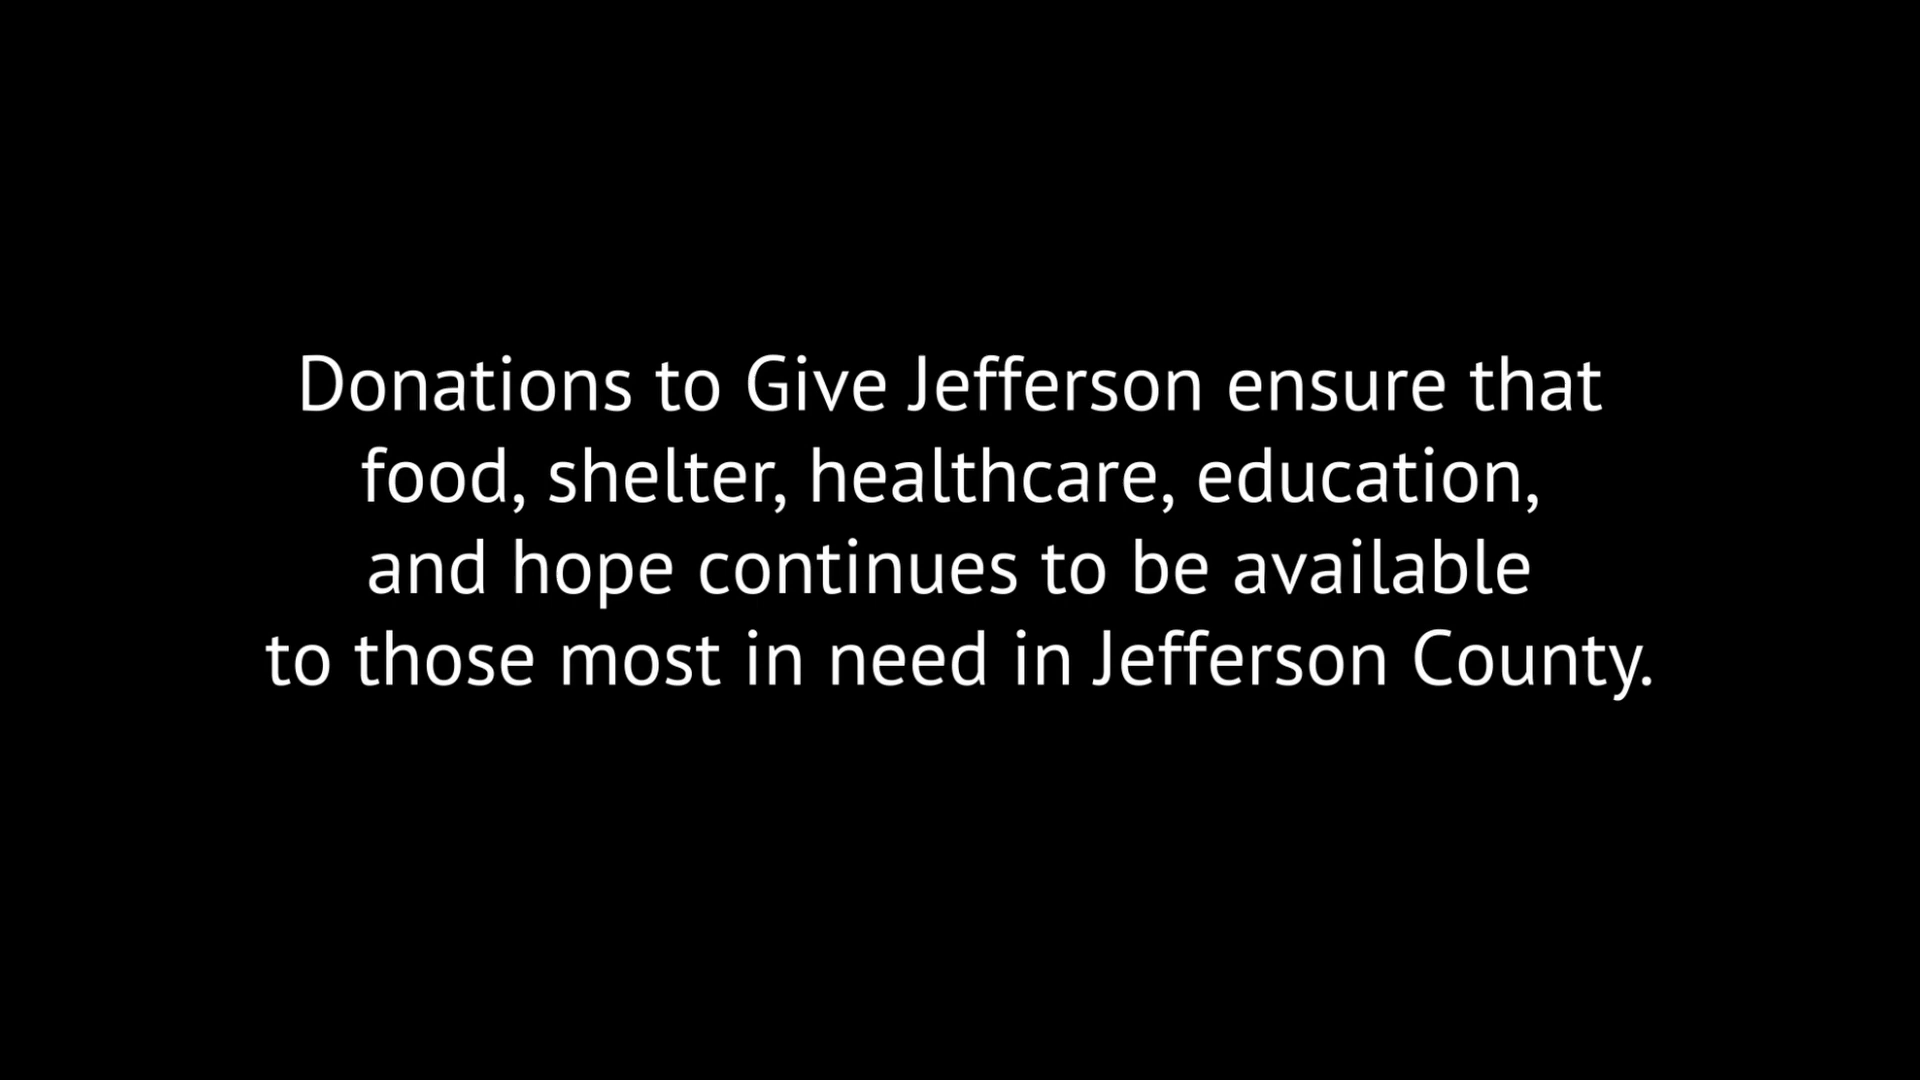 Donations to Give Jefferson ensure that
food, shelter, healthcare, education,
and hope continues to be available
to those most in need in Jefferson County.